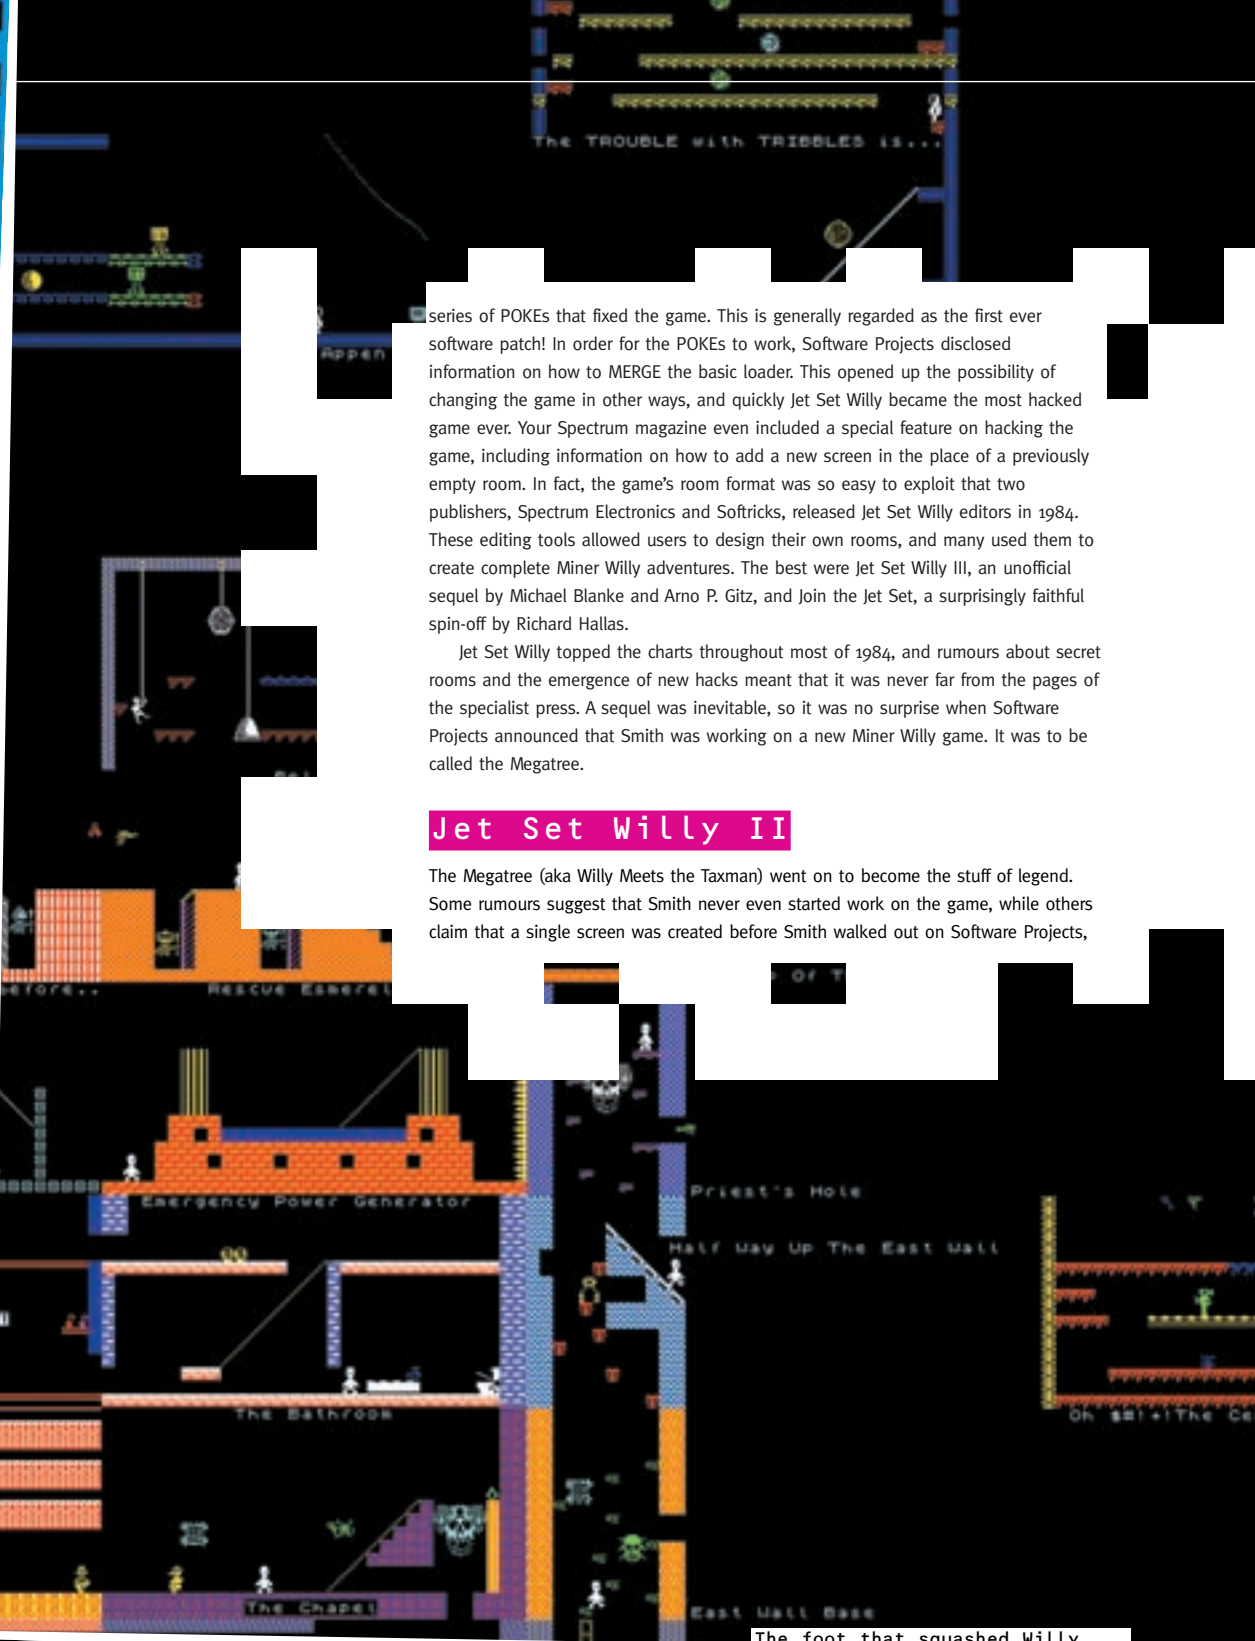 The TROUBLE with TRIBBLES is...
Appen
series of POKEs that fixed the game. This is generally regarded as the first ever
software patch! In order for the POKEs to work, Software Projects disclosed
information on how to MERGE the basic loader. This opened up the possibility of
changing the game in other ways, and quickly Jet Set Willy became the most hacked
game ever. Your Spectrum magazine even included a special feature on hacking the
game, including information on how to add a new screen in the place of a previously
empty room. In fact, the game's room format was so easy to exploit that two
publishers, Spectrum Electronics and Softricks, released Jet Set Willy editors in 1984.
These editing tools allowed users to design their own rooms, and many used them to
create complete Miner Willy adventures. The best were Jet Set Willy III, an unofficial
sequel by Michael Blanke and Arno P. Gitz, and Join the Jet Set, a surprisingly faithful
spin-off by Richard Hallas.
Jet Set Willy topped the charts throughout most of 1984, and rumours about secret
rooms and the emergence of new hacks meant that it was never far from the pages of
the specialist press. A sequel was inevitable, so it was no surprise when Software
Projects announced that Smith was working on a new Miner Willy game. It was to be
called the Megatree.
Jet Set Willy II
The Megatree (aka Willy Meets the Taxman) went on to become the stuff of legend.
Some rumours suggest that Smith never even started work on the game, while others
claim that a single screen was created before Smith walked out on Software Projects,
efore..
Rescue Esmerel
Of T
Emergency Power Generator
Priest's Hole
Half Way Up The East Wall
The Bathroom
Oh $#!+!The Ce
The Chapel
East Wall Base
The foot that squashed Willy